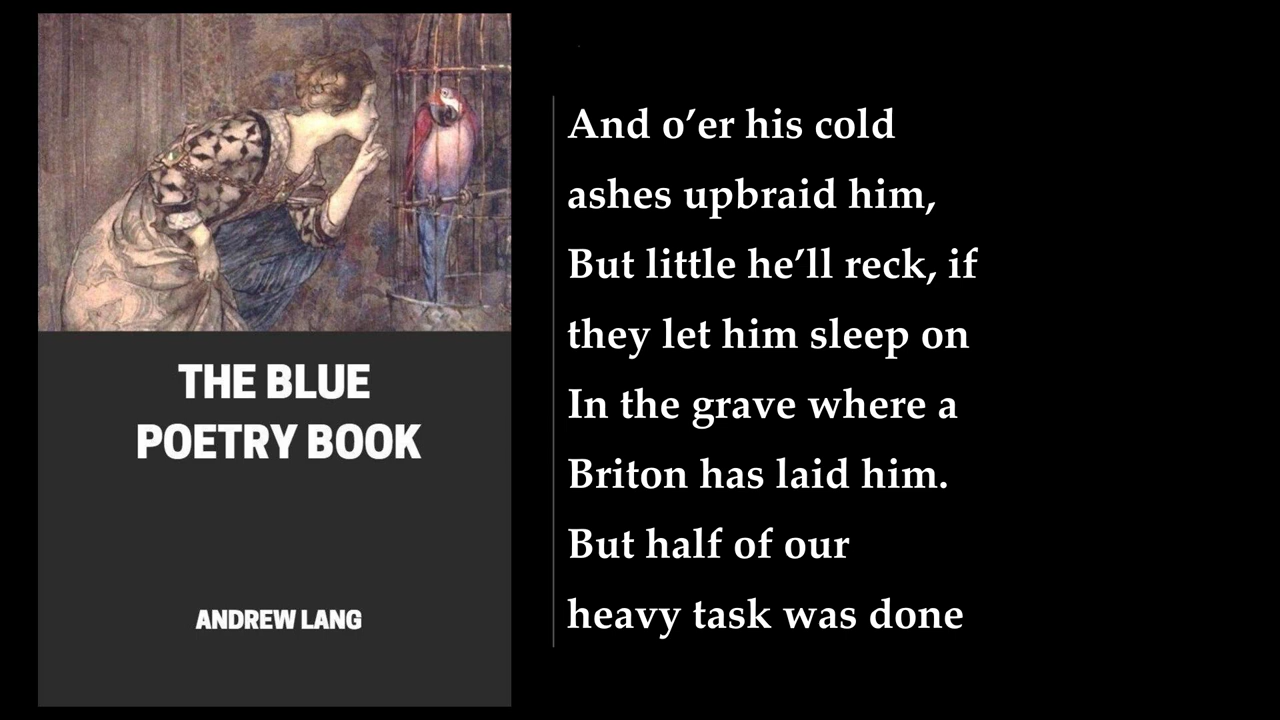 THE BLUE
POETRY BOOK
ANDREW LANG
And o’er his cold
ashes upbraid him,
But little he’ll reck, if
they let him sleep on
In the grave where a
Briton has laid him.
But half of our
heavy task was done